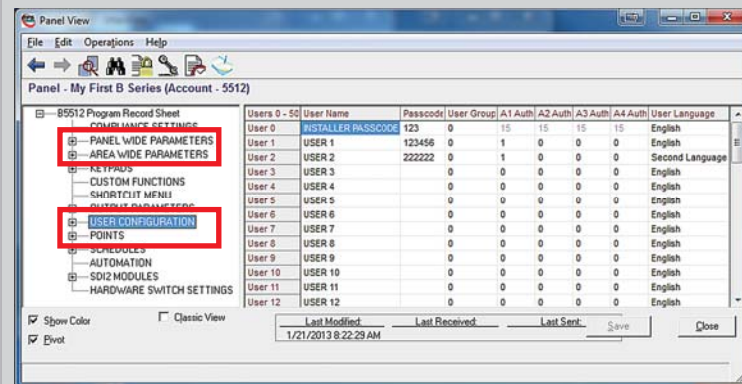 Panel View
File Edit Operations Help
Panel - My First B Series (Account - 5512)
B5512 Program Record Sheet
COMPLIANCE SETTINGS
PANEL WIDE PARAMETERS
AREA WIDE PARAMETERS
KEYPADS
CUSTOM FUNCTIONS
SHORTCUT MENU
OUTPUT PARAMETERS
USER CONFIGURATION
POINTS
SCHEDULES
AUTOMATION
SDI2 MODULES
HARDWARE SWITCH SETTINGS
Users 0 - 50 User Name Passcode User Group A1 Auth A2 Auth A3 Auth A4 Auth User Language
User 0 INSTALLER PASSCODE 123 0 15 15 15 15 English
User 1 USER 1 123456 0 1 0 0 0 English
User 2 USER 2 222222 0 1 0 0 0 Second Language
User 3 USER 3 0 0 0 0 0 English
User 4 USER 4 0 0 0 0 0 English
User 5 USER 5 0 0 0 0 0 English
User 6 USER 6 0 0 0 0 0 English
User 7 USER 7 0 0 0 0 0 English
User 8 USER 8 0 0 0 0 0 English
User 9 USER 9 0 0 0 0 0 English
User 10 USER 10 0 0 0 0 0 English
User 11 USER 11 0 0 0 0 0 English
User 12 USER 12 0 0 0 0 0 English
Show Color Classic View
Pivot
Last Modified: Last Received: Last Sent:
1/21/2013 8:22:29 AM
Save Close